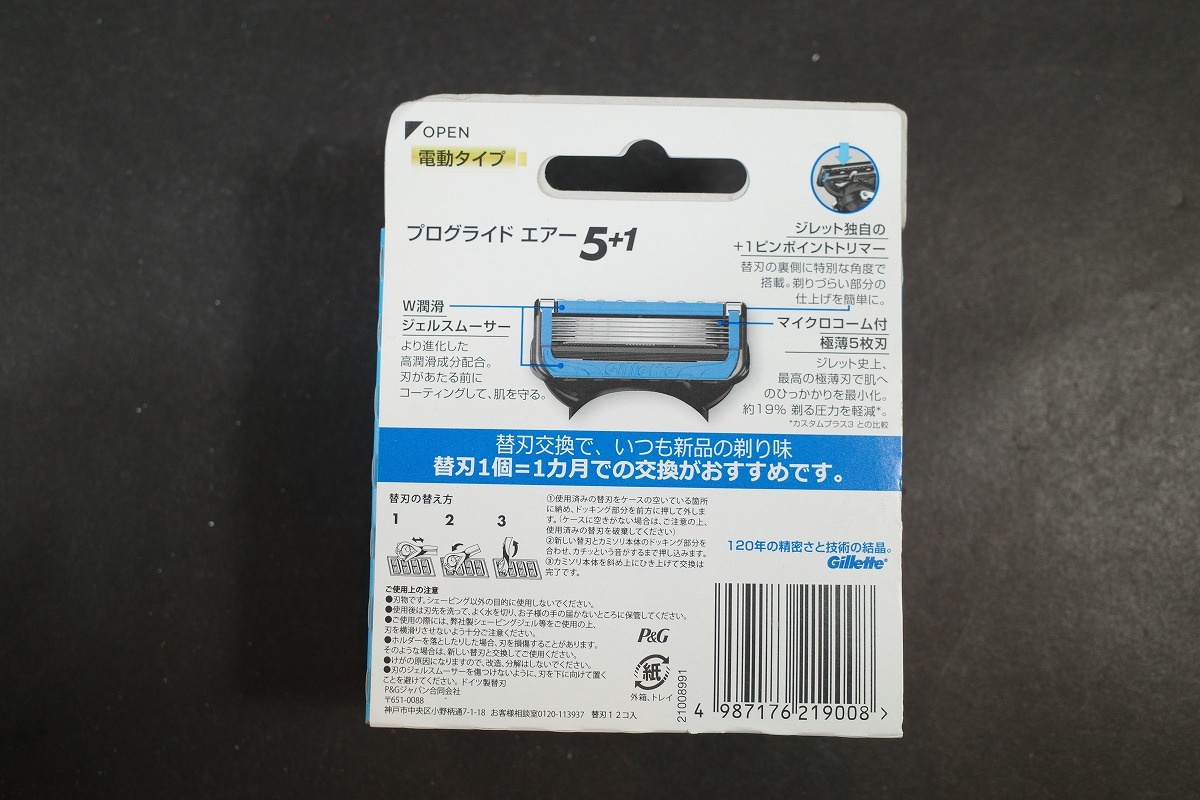 OPEN
電動タイプ
プログライド エアー 5+1
ジレット独自の
+1ピンポイントトリマー
替刃の裏側に特別な角度で
搭載。剃りづらい部分の
仕上げを簡単に。
W潤滑
ジェルスムーサー
より進化した
高潤滑成分配合。
刃があたる前に
コーティングして、肌を守る。
マイクロコーム付
極薄5枚刃
ジレット史上、
最高の極薄刃で肌へ
のひっかかりを最小化。
約19% 剃る圧力を軽減*。
*カスタムプラス3 との比較
Gillette
替刃交換で、いつも新品の剃り味
替刃1個=1カ月での交換がおすすめです。
替刃の替え方
1 2 3
①使用済みの替刃をケースの空いている箇所
に納め、ドッキング部分を前方に押して外しま
す。(ケースに空きがない場合は、ご注意の上、
使用済みの替刃を破棄してください)
②新しい替刃とカミソリ本体のドッキング部分を
合わせ、カチッという音がするまで押し込みます。
③カミソリ本体を斜め上にひき上げて交換は
完了です。
120年の精密さと技術の結晶。
Gillette®
ご使用上の注意
●刃物です。シェービング以外の目的に使用しないでください。
●使用後は刃先を洗って、よく水を切り、お子様の手の届かないところに保管してください。
●ご使用の際には、弊社製シェービングジェル等をご使用の上、
刃を横滑りさせないよう十分ご注意ください。
●ホルダーを落としたりした場合、刃を損傷することがあります。
そのような場合は、新しい替刃と交換してご使用ください。
●けがの原因になりますので、改造、分解はしないでください。
●刃のジェルスムーサーを傷つけないように、刃を下に向けて置く
ことを避けてください。ドイツ製替刃
P&Gジャパン合同会社
〒651-0088
神戸市中央区小野柄通7-1-18 お客様相談室0120-113937 替刃12コ入
P&G
紙
外箱、トレイ
21008991
4 987176 219008 >